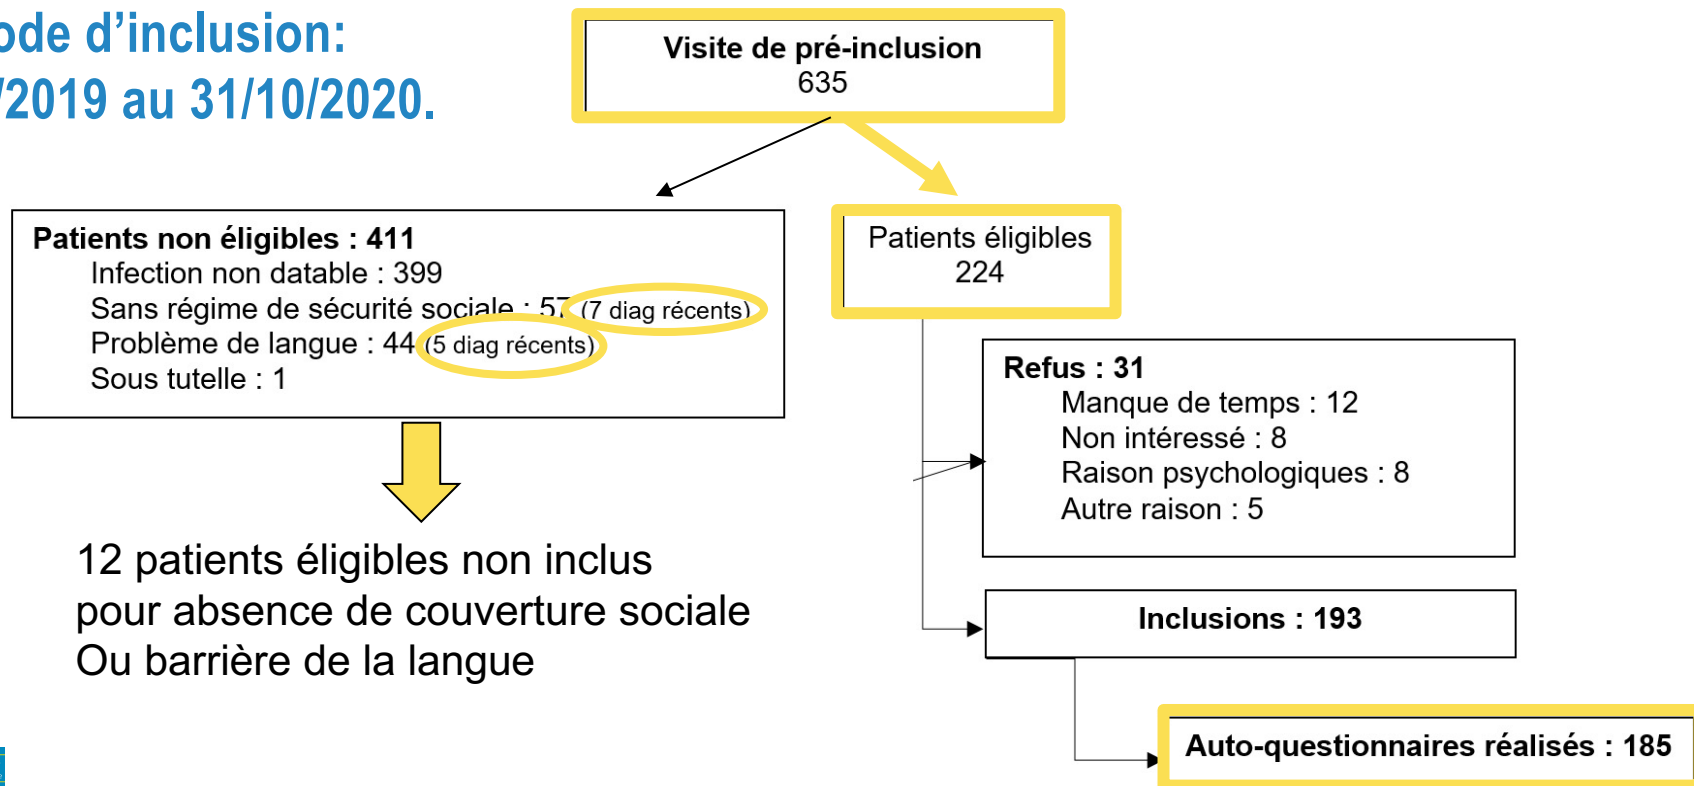 ode d’inclusion:
/2019 au 31/10/2020.
Visite de pré-inclusion
635
Patients non éligibles : 411
Infection non datable : 399
Sans régime de sécurité sociale : 57 (7 diag récents)
Problème de langue : 44 (5 diag récents)
Sous tutelle : 1
Patients éligibles
224
Refus : 31
Manque de temps : 12
Non intéressé : 8
Raison psychologiques : 8
Autre raison : 5
12 patients éligibles non inclus
pour absence de couverture sociale
Ou barrière de la langue
Inclusions : 193
Auto-questionnaires réalisés : 185